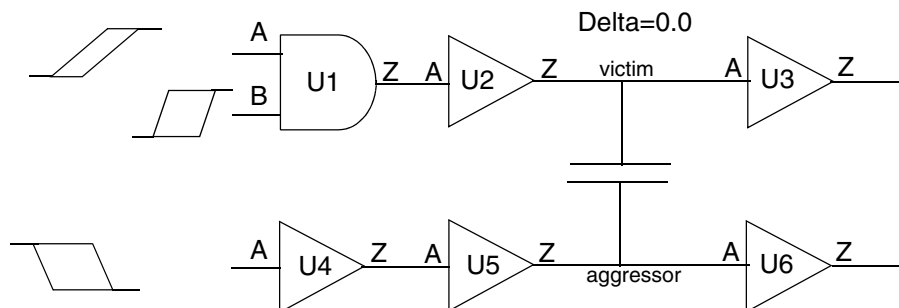 Delta=0.0
A U1 Z A U2 Z victim A U3 Z
B
A U4 Z A U5 Z aggressor A U6 Z